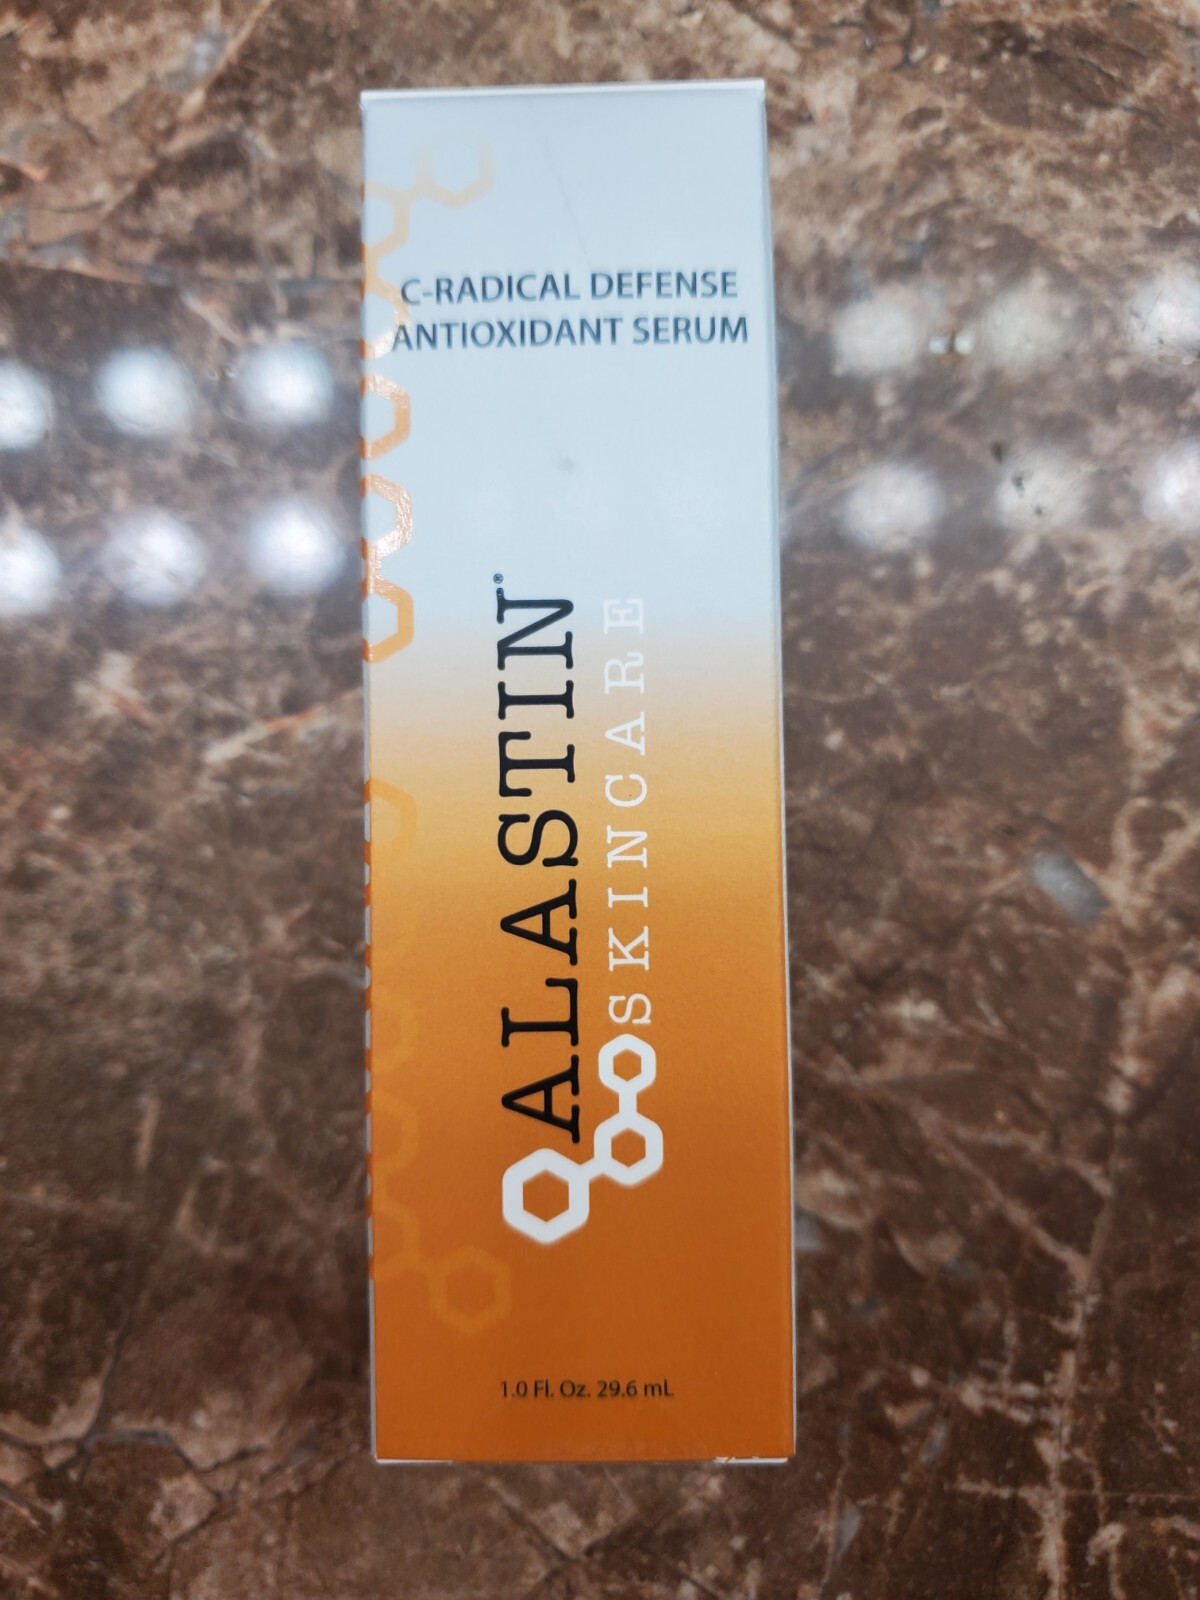 C-RADICAL DEFENSE
ANTIOXIDANT SERUM
ALASTIN®
SKINCARE
1.0 Fl. Oz. 29.6 mL